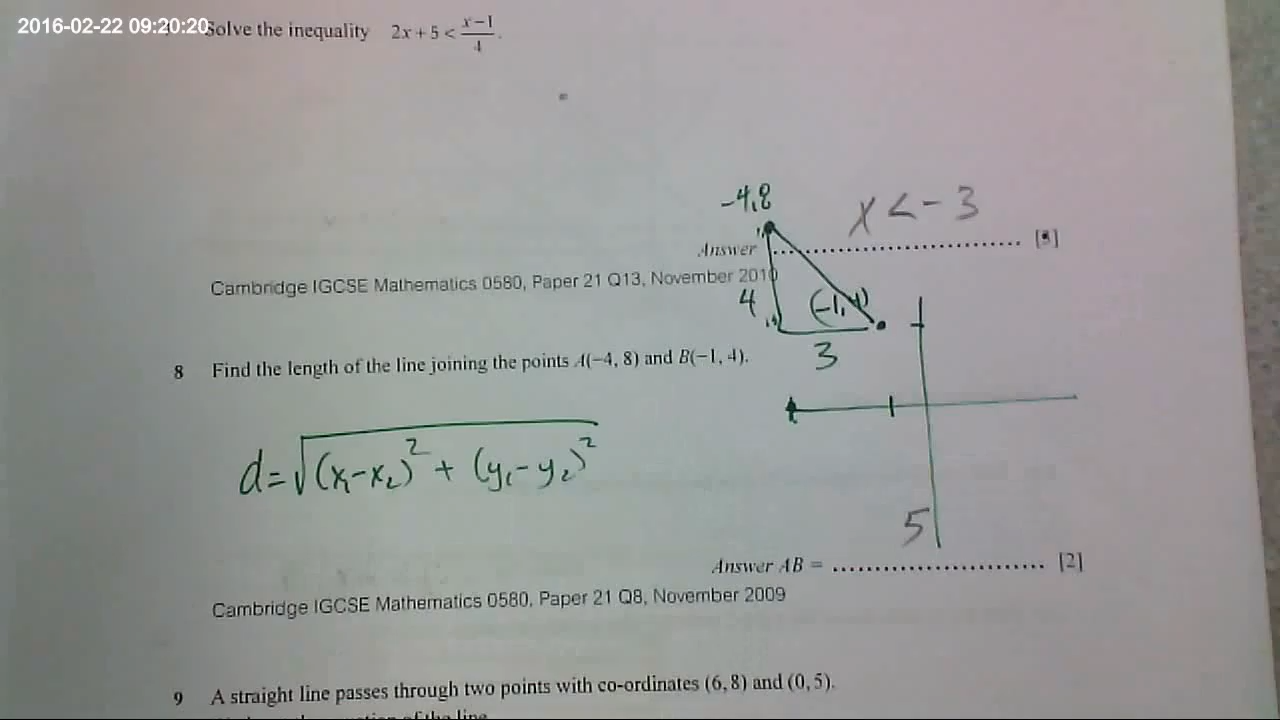 2016-02-22 09:20:20
Solve the inequality 2x + 5 < x−1/4.
-4,8
x < -3
Answer ........................... [3]
Cambridge IGCSE Mathematics 0580, Paper 21 Q13, November 2010
4
(-1,4)
3
8 Find the length of the line joining the points A(−4, 8) and B(−1, 4).
d=√(x₁-x₂)² + (y₁-y₂)²
5
Answer AB = ........................... [2]
Cambridge IGCSE Mathematics 0580, Paper 21 Q8, November 2009
9 A straight line passes through two points with co-ordinates (6, 8) and (0, 5).
equation of the line